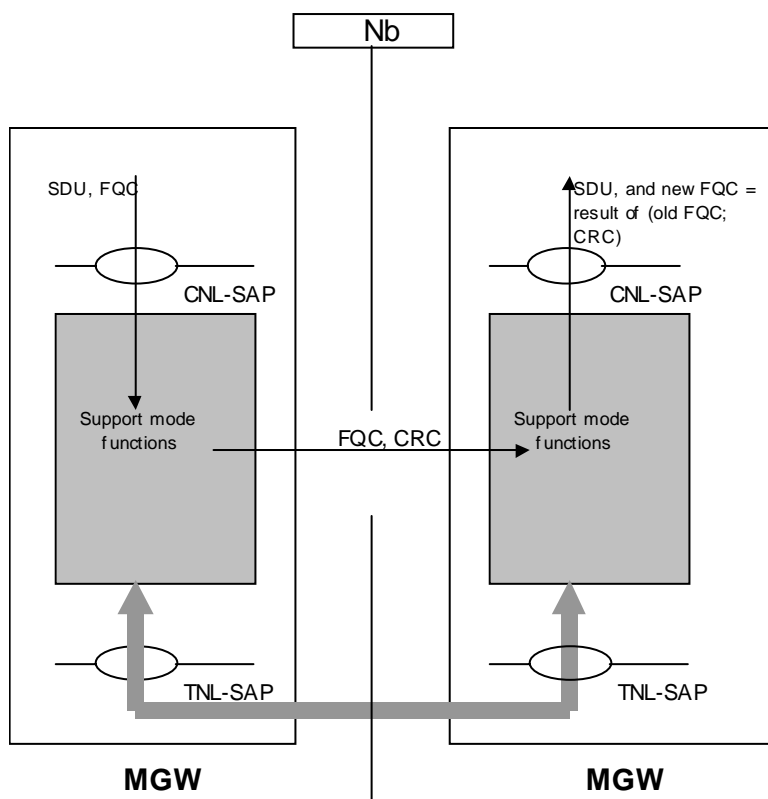 Nb
SDU, FQC
CNL-SAP
Support mode
functions
TNL-SAP
MGW
FQC, CRC
SDU, and new FQC =
result of (old FQC;
CRC)
CNL-SAP
Support mode
functions
TNL-SAP
MGW